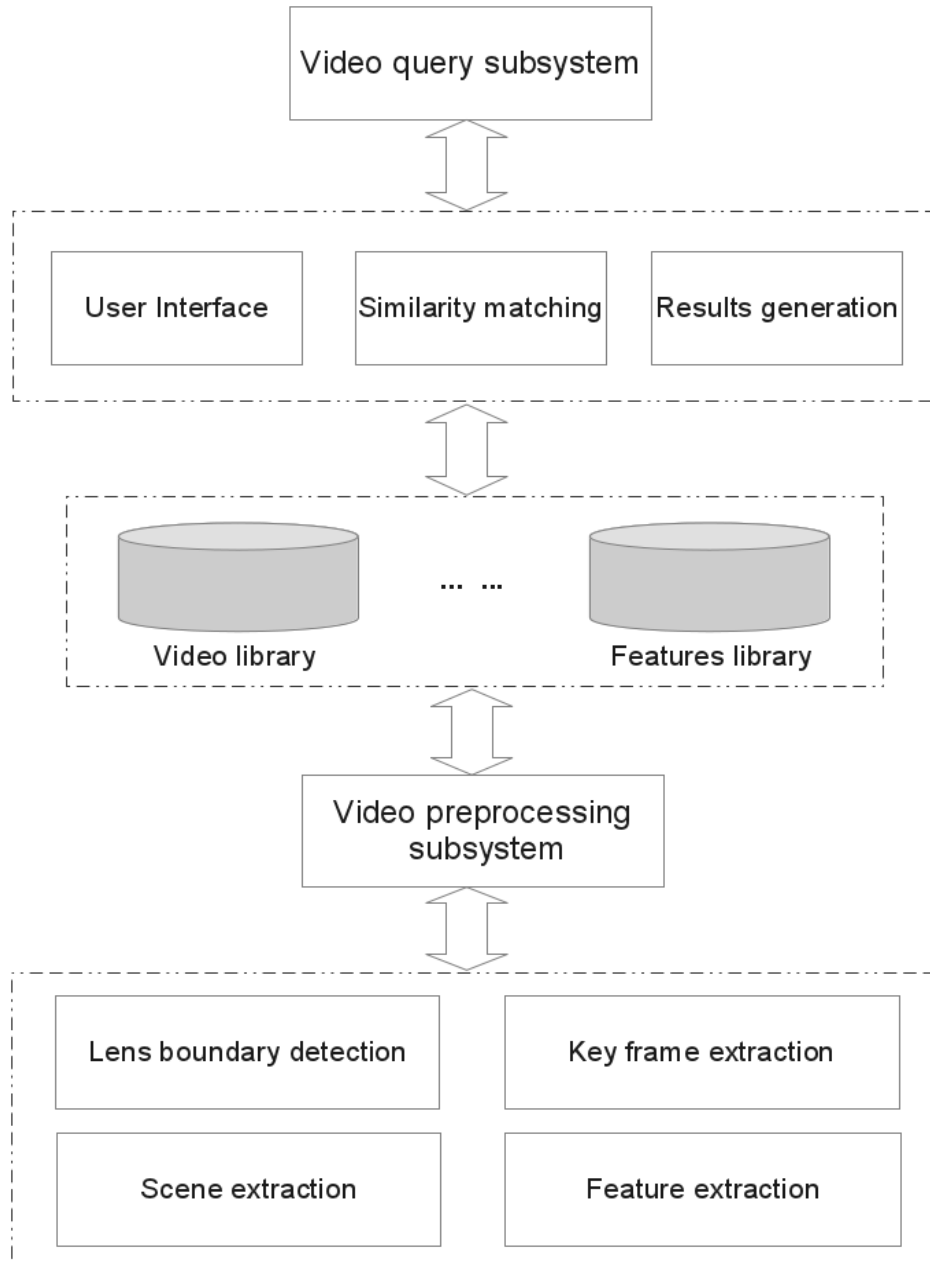 Video query subsystem
User Interface
Similarity matching
Results generation
... ...
Video library
Features library
Video preprocessing
subsystem
Lens boundary detection
Key frame extraction
Scene extraction
Feature extraction